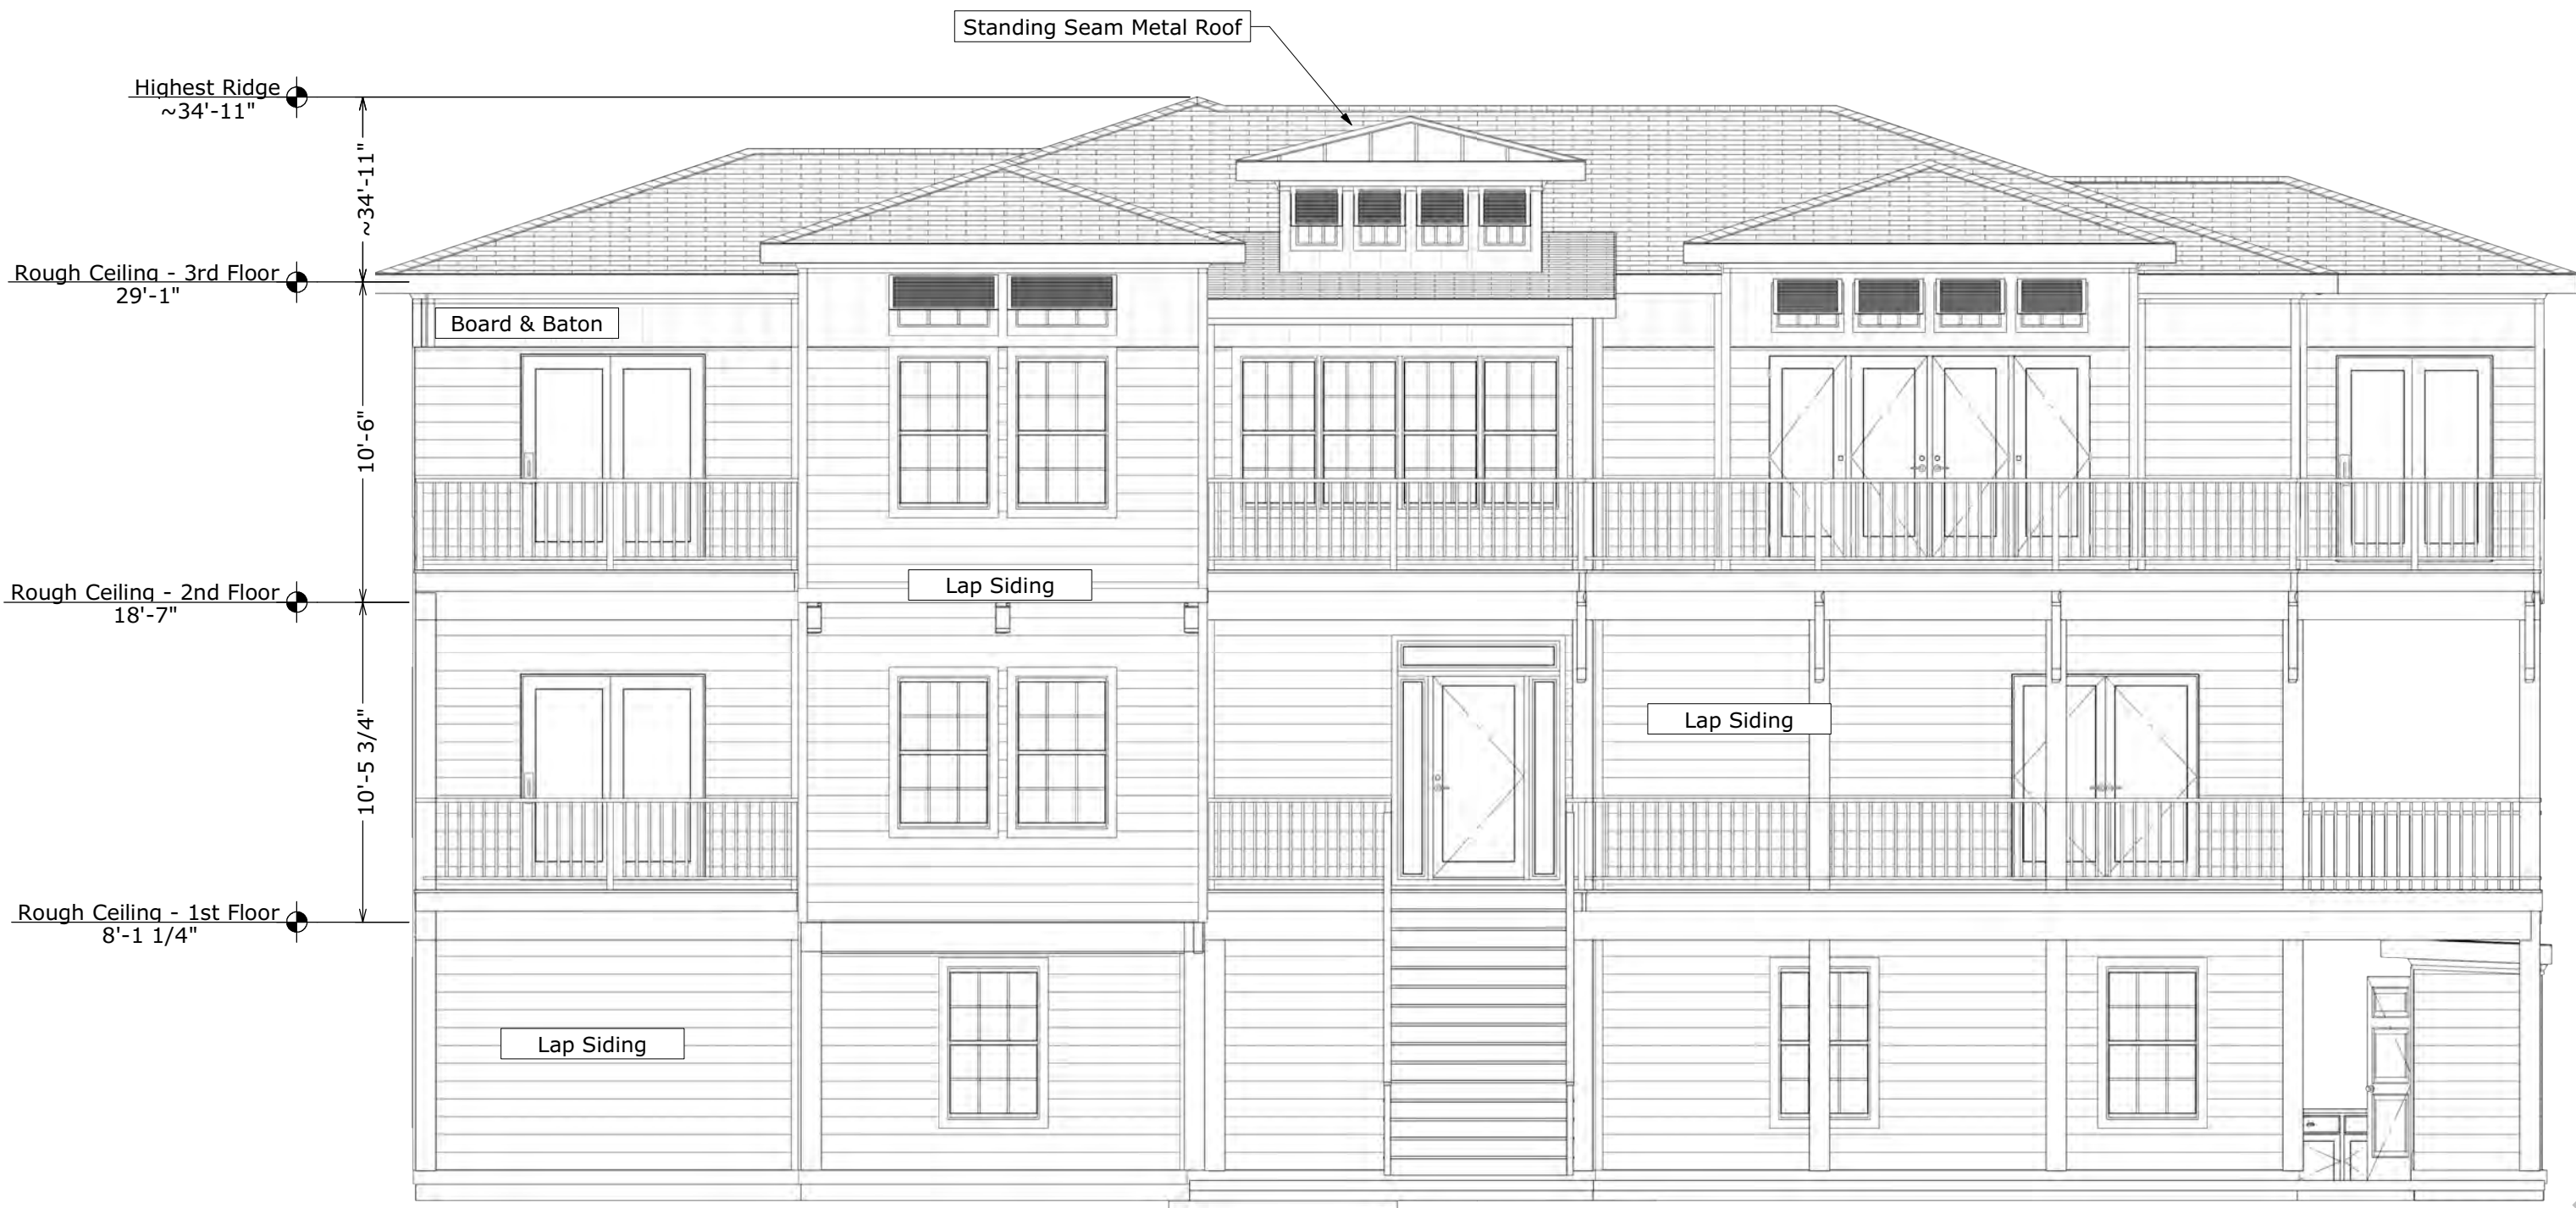 Standing Seam Metal Roof
Highest Ridge
~34'-11"
~34'-11"
Rough Ceiling - 3rd Floor
29'-1"
Board & Baton
10'-6"
Lap Siding
Rough Ceiling - 2nd Floor
18'-7"
Lap Siding
10'-5 3/4"
Rough Ceiling - 1st Floor
8'-1 1/4"
Lap Siding